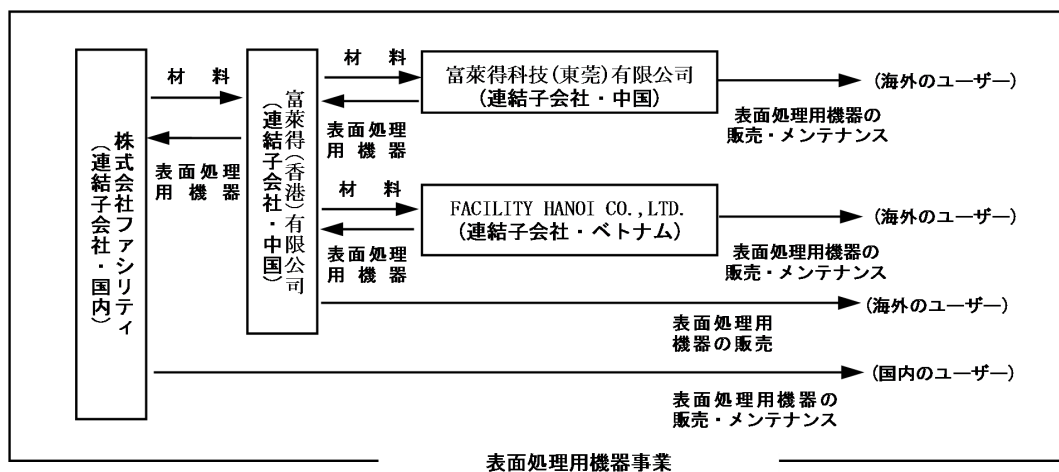 株式会社ファシリティ
（連結子会社・国内）
材　料
表面処理
用 機 器
富萊得（香港）有限公司
（連結子会社・中国）
材　料
表面処理
用 機 器
富萊得科技(東莞)有限公司
(連結子会社・中国)
(海外のユーザー)
表面処理用機器の
販売・メンテナンス
材　料
表面処理
用 機 器
FACILITY HANOI CO.,LTD.
(連結子会社・ベトナム)
(海外のユーザー)
表面処理用機器の
販売・メンテナンス
(海外のユーザー)
表面処理用
機器の販売
(国内のユーザー)
表面処理用機器の
販売・メンテナンス
表面処理用機器事業